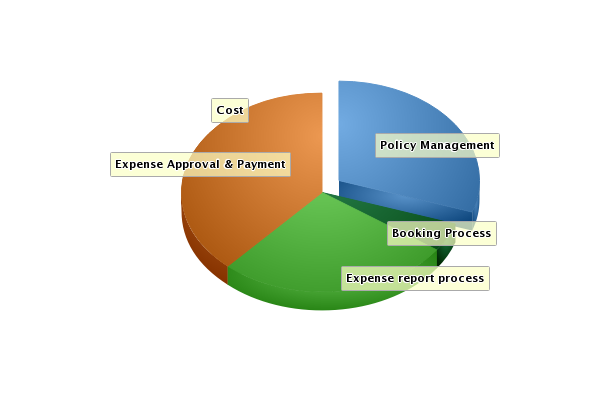 Cost
Policy Management
Expense Approval & Payment
Booking Process
Expense report process